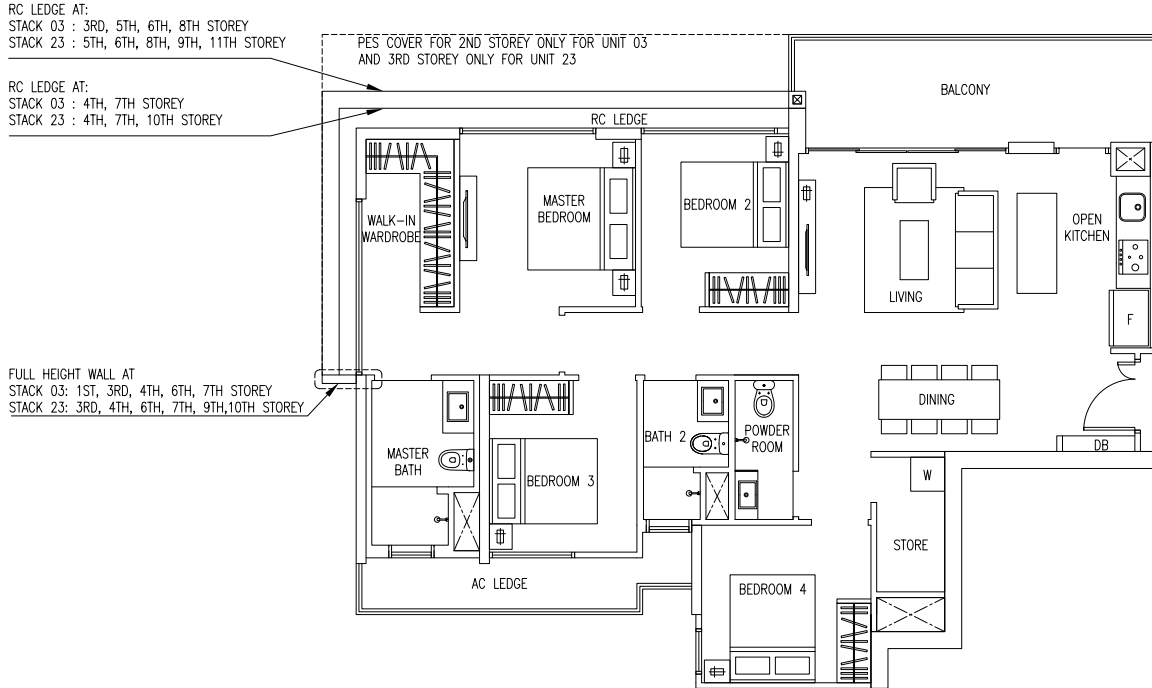 RC LEDGE AT:
STACK 03 : 3RD, 5TH, 6TH, 8TH STOREY
STACK 23 : 5TH, 6TH, 8TH, 9TH, 11TH STOREY
PES COVER FOR 2ND STOREY ONLY FOR UNIT 03
AND 3RD STOREY ONLY FOR UNIT 23
RC LEDGE AT:
STACK 03 : 4TH, 7TH STOREY
STACK 23 : 4TH, 7TH, 10TH STOREY
BALCONY
RC LEDGE
WALK-IN
WARDROBE
MASTER
BEDROOM
BEDROOM 2
OPEN
KITCHEN
LIVING
F
FULL HEIGHT WALL AT
STACK 03: 1ST, 3RD, 4TH, 6TH, 7TH STOREY
STACK 23: 3RD, 4TH, 6TH, 7TH, 9TH,10TH STOREY
DINING
DB
MASTER
BATH
BEDROOM 3
BATH 2
POWDER
ROOM
W
STORE
AC LEDGE
BEDROOM 4